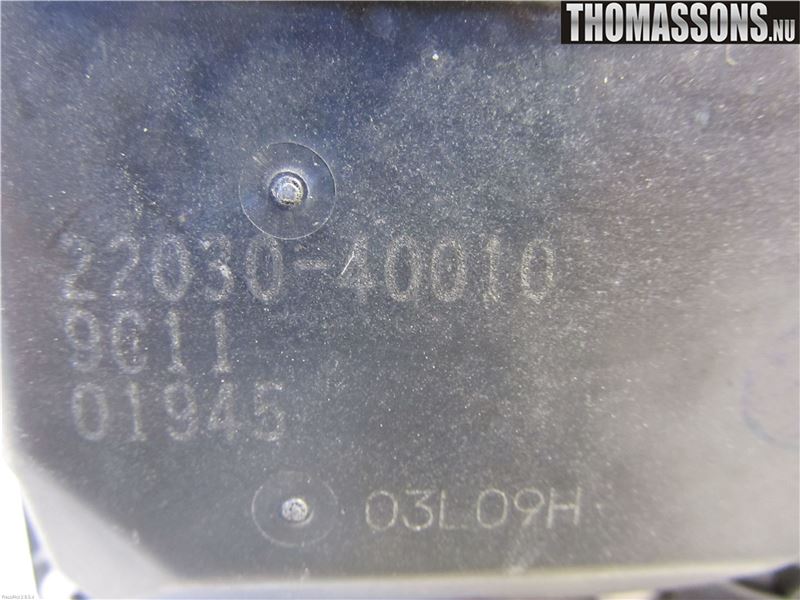 THOMASSONS.NU
22030-40010
9C11
01945
03L09H